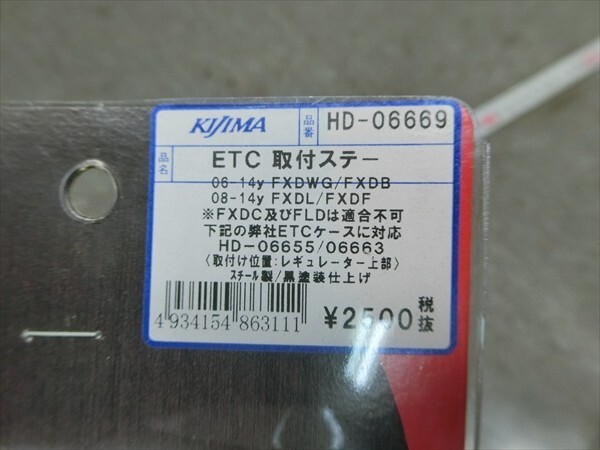 KIJIMA 品番 HD-06669
品名 ETC 取付ステー
06-14y FXDWG/FXDB
08-14y FXDL/FXDF
※FXDC及びFLDは適合不可
下記の弊社ETCケースに対応
HD-06655/06663
〈取付け位置:レギュレーター上部〉
スチール製/黒塗装仕上げ
¥2500 税抜
4 934154 863111